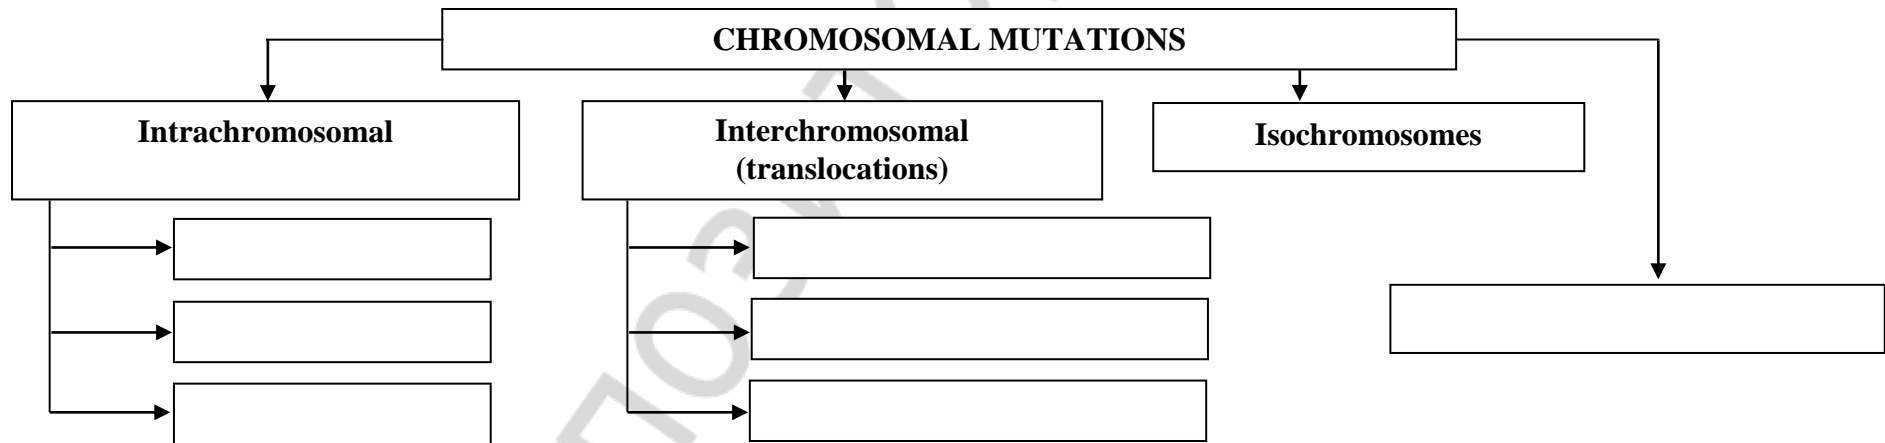 CHROMOSOMAL MUTATIONS
Intrachromosomal
Interchromosomal
(translocations)
Isochromosomes